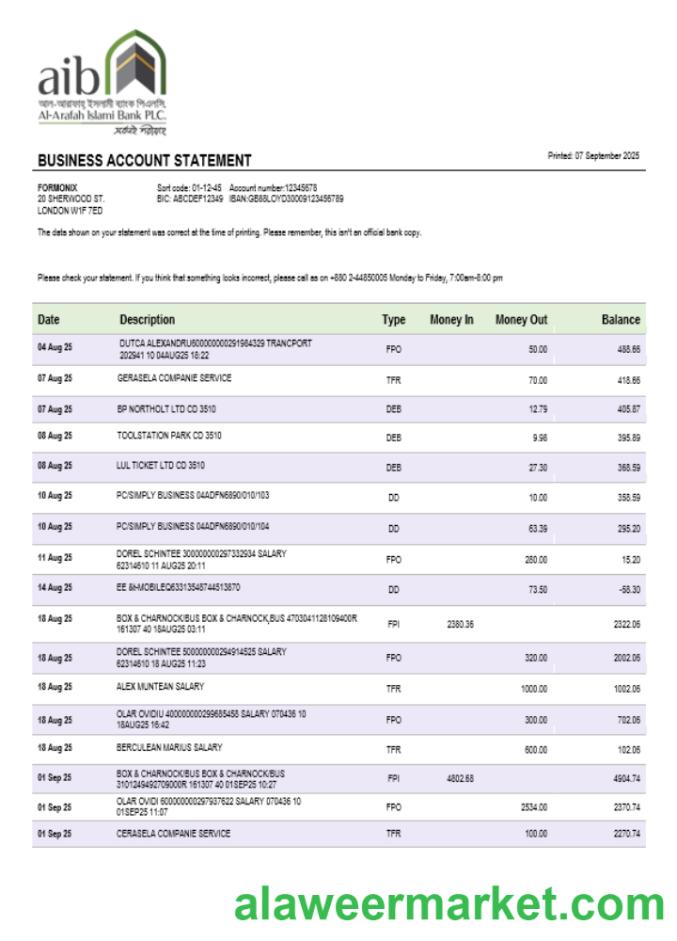 aib
আল-আরাফাহ্ ইসলামী ব্যাংক পিএলসি.
Al-Arafah Islami Bank PLC.
BUSINESS ACCOUNT STATEMENT
Printed: 07 September 2025
FORMONIX Sort code: 01-12-45 Account number:12345678
20 SHERWOOD ST. BIC: ABCDEF12349 IBAN:GB88LOYD30009123456789
LONDON W1F 7ED
The data shown on your statement was correct at the time of printing. Please remember, this isn't an official bank copy.
Please check your statement. If you think that something looks incorrect, please call as on +880 2-44850005 Monday to Friday, 7:00am-8:00 pm
Date Description Type Money In Money Out Balance
04 Aug 25 DUTCA ALEXANDRU600000000291984329 TRANCPORT FPO 50.00 488.66
202941 10 04AUG25 18:22
07 Aug 25 GERASELA COMPANIE SERVICE TFR 70.00 418.66
07 Aug 25 BP NORTHOLT LTD CD 3510 DEB 12.79 405.87
08 Aug 25 TOOLSTATION PARK CD 3510 DEB 9.98 395.89
08 Aug 25 LUL TICKET LTD CD 3510 DEB 27.30 368.59
10 Aug 25 PC/SIMPLY BUSINESS 04ADFN6890/010/103 DD 10.00 358.59
10 Aug 25 PC/SIMPLY BUSINESS 04ADFN6890/010/104 DD 63.39 295.20
11 Aug 25 DOREL SCHINTEE 300000000297332934 SALARY FPO 280.00 15.20
62314610 11 AUG25 20:11
14 Aug 25 EE &MOBILEQ63313548744513870 DD 73.50 -58.30
18 Aug 25 BOX & CHARNOCK/BUS BOX & CHARNOCK,BUS 4703041128109400R FPI 2380.36 2322.06
161307 40 18AUG25 03:11
18 Aug 25 DOREL SCHINTEE 500000000294914525 SALARY FPO 320.00 2002.06
62314610 18 AUG25 11:23
18 Aug 25 ALEX MUNTEAN SALARY TFR 1000.00 1002.06
18 Aug 25 OLAR OVIDIU 400000000299685458 SALARY 070436 10 FPO 300.00 702.06
18AUG25 16:42
18 Aug 25 BERCULEAN MARIUS SALARY TFR 600.00 102.06
01 Sep 25 BOX & CHARNOCK/BUS BOX & CHARNOCK/BUS FPI 4802.68 4904.74
3101249492709000R 161307 40 01SEP25 10:27
01 Sep 25 OLAR OVIDI 600000000297937622 SALARY 070436 10 FPO 2534.00 2370.74
01SEP25 11:07
01 Sep 25 CERASELA COMPANIE SERVICE TFR 100.00 2270.74
alaweermarket.com